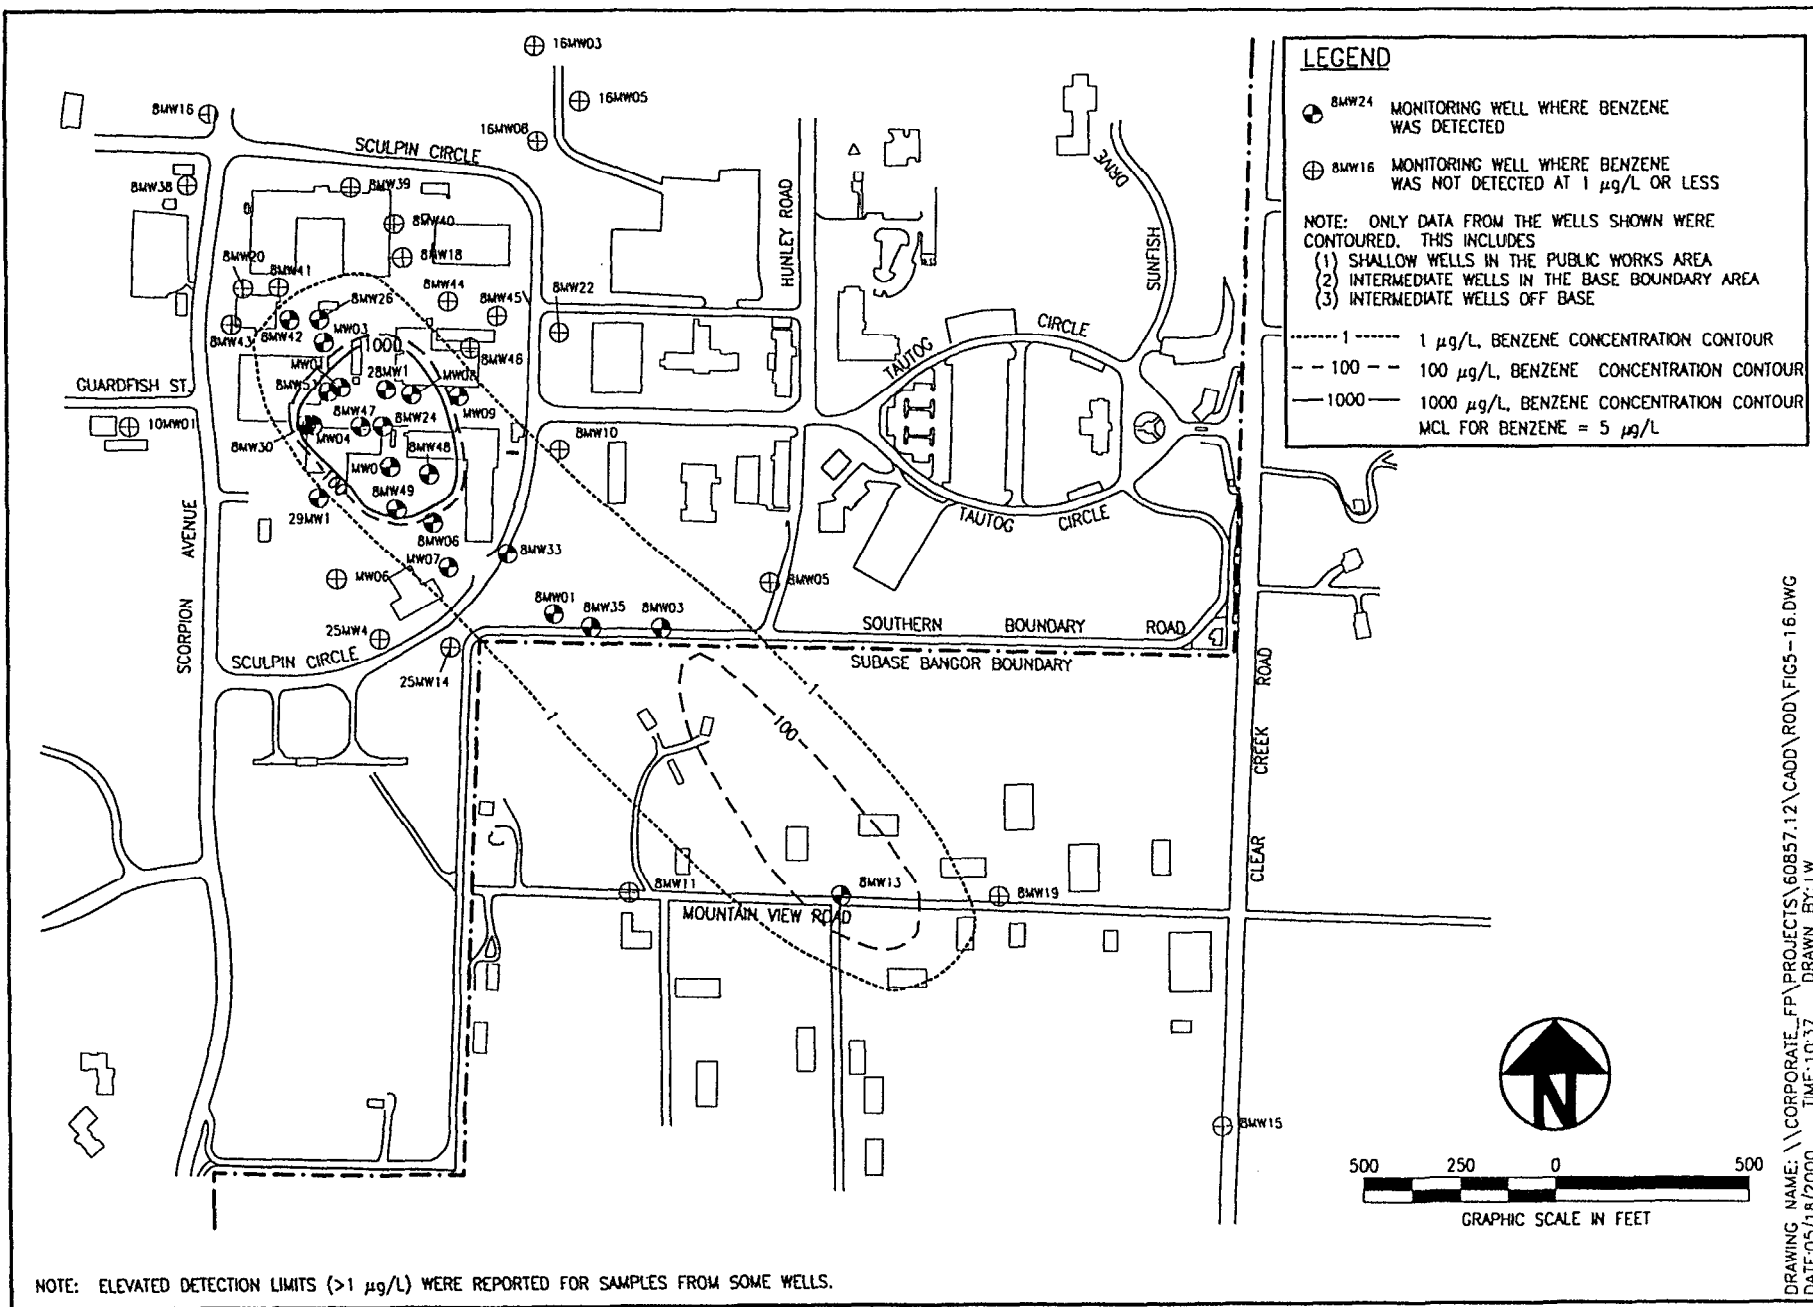 16MW03
16MW05
8MW16
16MW08
SCULPIN CIRCLE
8MW38
8MW39
8MW40
8MW18
8MW20
8MW41
8MW44
8MW45
8MW22
8MW26
8MW42
8MW43
MW03
1000
8MW46
MW01
28MW1
MW08
8MW51
MW09
GUARDFISH ST.
10MW01
8MW47
8MW24
8MW30
MW04
8MW48
8MW10
100
8MW49
29MW1
8MW06
8MW33
MW07
MW06
8MW05
8MW01
8MW35
8MW03
25MW4
SCULPIN CIRCLE
25MW14
SCORPION AVENUE
HUNLEY ROAD
SUNFISH DRIVE
TAUTOG CIRCLE
TAUTOG CIRCLE
SOUTHERN BOUNDARY ROAD
SUBASE BANGOR BOUNDARY
1
1
100
CLEAR CREEK ROAD
8MW11
8MW13
8MW19
MOUNTAIN VIEW ROAD
8MW15
LEGEND
8MW24 MONITORING WELL WHERE BENZENE
WAS DETECTED
8MW16 MONITORING WELL WHERE BENZENE
WAS NOT DETECTED AT 1 µg/L OR LESS
NOTE: ONLY DATA FROM THE WELLS SHOWN WERE
CONTOURED. THIS INCLUDES
(1) SHALLOW WELLS IN THE PUBLIC WORKS AREA
(2) INTERMEDIATE WELLS IN THE BASE BOUNDARY AREA
(3) INTERMEDIATE WELLS OFF BASE
1 1 µg/L, BENZENE CONCENTRATION CONTOUR
100 100 µg/L, BENZENE CONCENTRATION CONTOUR
1000 1000 µg/L, BENZENE CONCENTRATION CONTOUR
MCL FOR BENZENE = 5 µg/L
N
500 250 0 500
GRAPHIC SCALE IN FEET
NOTE: ELEVATED DETECTION LIMITS (>1 µg/L) WERE REPORTED FOR SAMPLES FROM SOME WELLS.
DRAWING NAME: \\CORPORATE_FP\PROJECTS\60857.12\CADD\ROD\FIG5-16.DWG
DATE:05/18/2000 TIME:10:37 DRAWN BY: